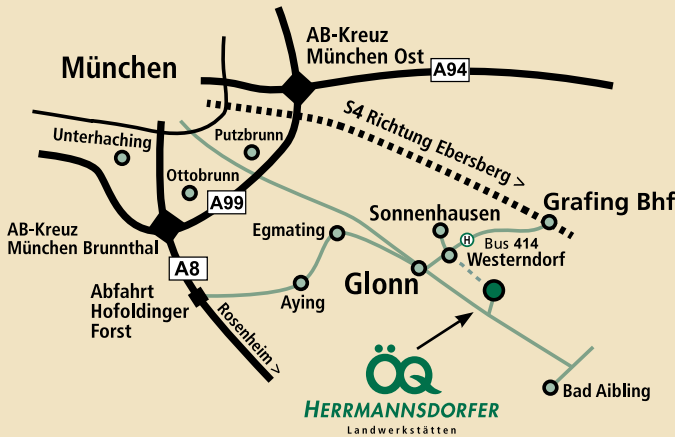 AB-Kreuz
München Ost
München
A94
S4 Richtung Ebersberg >
Unterhaching
Putzbrunn
Ottobrunn
A99
Grafing Bhf
Sonnenhausen
H
Bus 414
Westerndorf
AB-Kreuz
München Brunnthal
Egmating
A8
Glonn
Abfahrt
Hofoldinger
Forst
Aying
Rosenheim >
ÖQ
HERRMANNSDORFER
Landwerkstätten
Bad Aibling